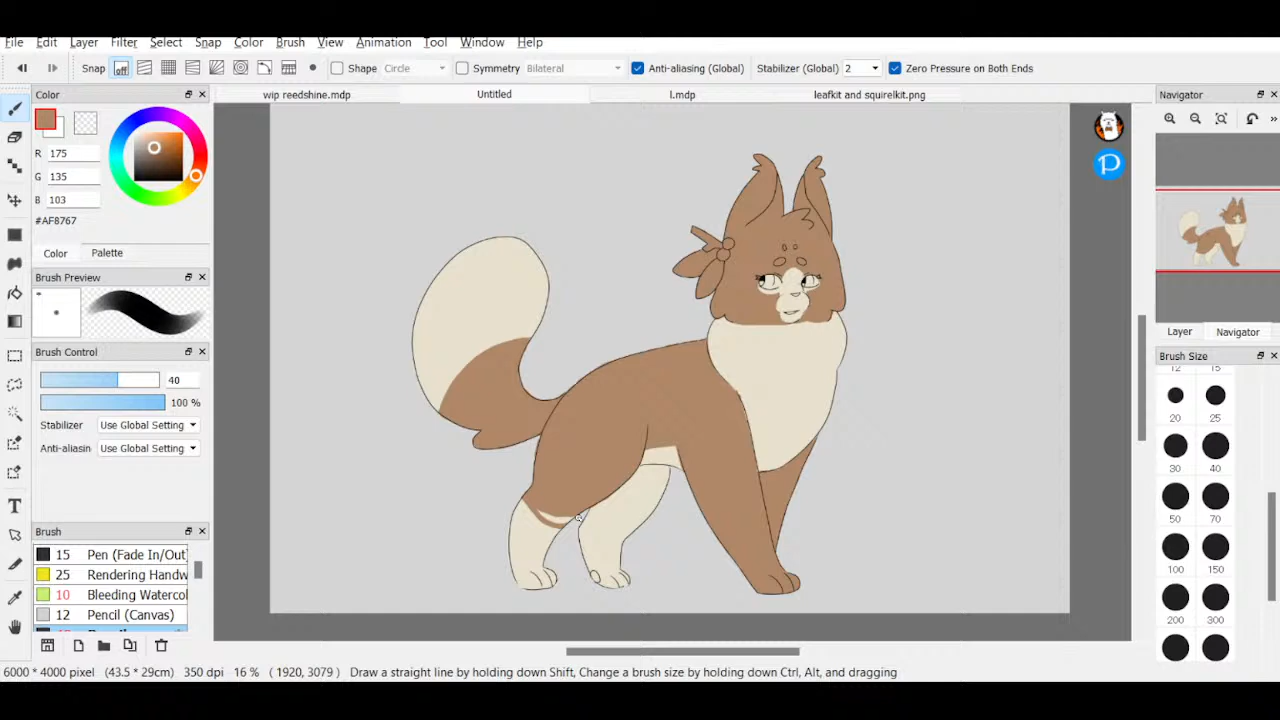 File Edit Layer Filter Select Snap Color Brush View Animation Tool Window Help
Snap off Shape Circle Symmetry Bilateral Anti-aliasing (Global) Stabilizer (Global) 2 Zero Pressure on Both Ends
Color wip reedshine.mdp Untitled l.mdp leafkit and squirelkit.png Navigator
R 175
G 135
B 103
#AF8767
Color Palette
Brush Preview
Brush Control
40
100 %
Stabilizer Use Global Setting
Anti-aliasin Use Global Setting
Brush
15 Pen (Fade In/Out)
25 Rendering Handw
10 Bleeding Watercol
12 Pencil (Canvas)
P
Layer Navigator
Brush Size
12 15
20 25
30 40
50 70
100 150
200 300
6000 * 4000 pixel (43.5 * 29cm) 350 dpi 16 % ( 1920, 3079 ) Draw a straight line by holding down Shift, Change a brush size by holding down Ctrl, Alt, and dragging